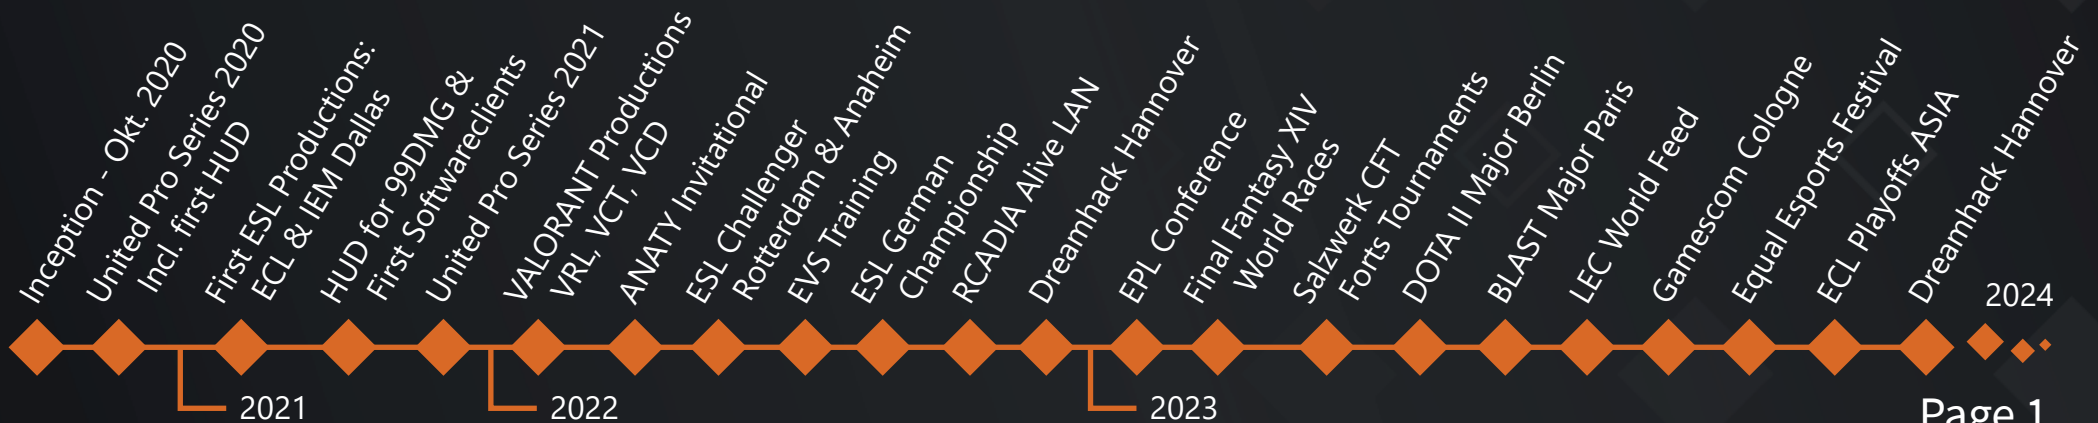 Inception - Okt. 2020
United Pro Series 2020
Incl. first HUD
First ESL Productions:
ECL & IEM Dallas
HUD for 99DMG &
First Softwareclients
United Pro Series 2021
VALORANT Productions
VRL, VCT, VCD
ANATY Invitational
ESL Challenger
Rotterdam & Anaheim
EVS Training
ESL German
Championship
RCADIA Alive LAN
Dreamhack Hannover
EPL Conference
Final Fantasy XIV
World Races
Salzwerk CFT
Forts Tournaments
DOTA II Major Berlin
BLAST Major Paris
LEC World Feed
Gamescom Cologne
Equal Esports Festival
ECL Playoffs ASIA
Dreamhack Hannover
2024
2021
2022
2023
Page 1